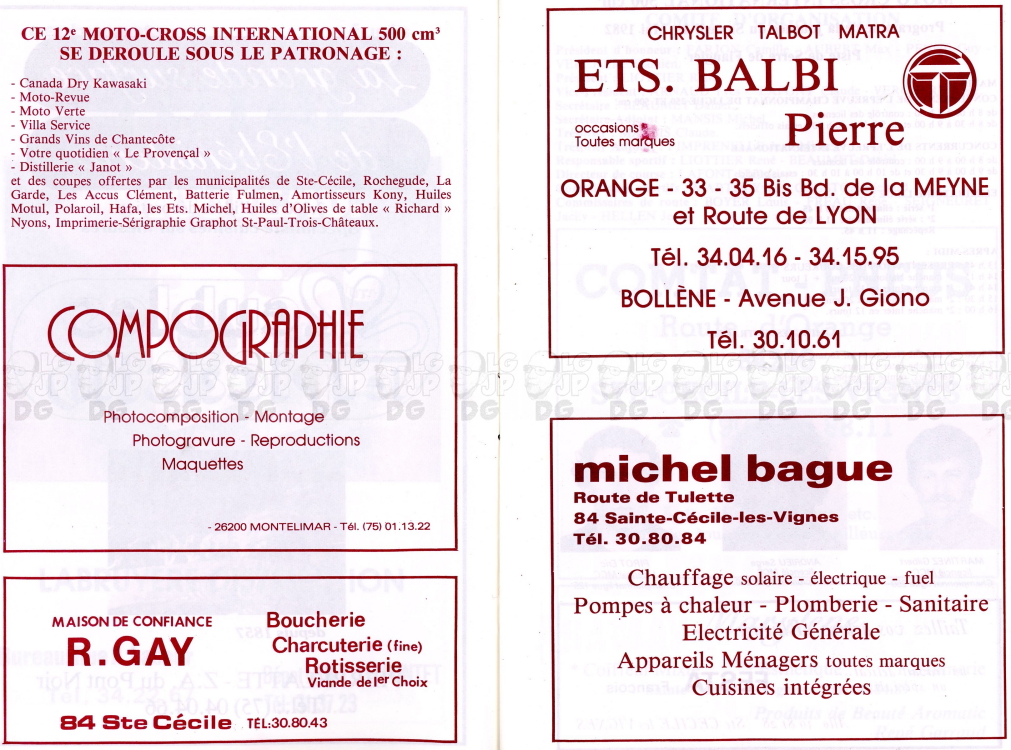 CE 12e MOTO-CROSS INTERNATIONAL 500 cm³
SE DEROULE SOUS LE PATRONAGE :
- Canada Dry Kawasaki
- Moto-Revue
- Moto Verte
- Villa Service
- Grands Vins de Chantecôte
- Votre quotidien « Le Provençal »
- Distillerie « Janot »
et des coupes offertes par les municipalités de Ste-Cécile, Rochegude, La
Garde, Les Accus Clément, Batterie Fulmen, Amortisseurs Kony, Huiles
Motul, Polaroil, Hafa, les Ets. Michel, Huiles d'Olives de table « Richard »
Nyons, Imprimerie-Sérigraphie Graphot St-Paul-Trois-Châteaux.
COMPOGRAPHIE
Photocomposition - Montage
Photogravure - Reproductions
Maquettes
- 26200 MONTELIMAR - Tél. (75) 01.13.22
MAISON DE CONFIANCE
R. GAY
Boucherie
Charcuterie (fine)
Rotisserie
Viande de 1er Choix
84 Ste Cécile TÉL:30.80.43
CHRYSLER TALBOT MATRA
ETS. BALBI
Pierre
occasions
Toutes marques
ORANGE - 33 - 35 Bis Bd. de la MEYNE
et Route de LYON
Tél. 34.04.16 - 34.15.95
BOLLÈNE - Avenue J. Giono
Tél. 30.10.61
michel bague
Route de Tulette
84 Sainte-Cécile-les-Vignes
Tél. 30.80.84
Chauffage solaire - électrique - fuel
Pompes à chaleur - Plomberie - Sanitaire
Electricité Générale
Appareils Ménagers toutes marques
Cuisines intégrées
LG JP DG